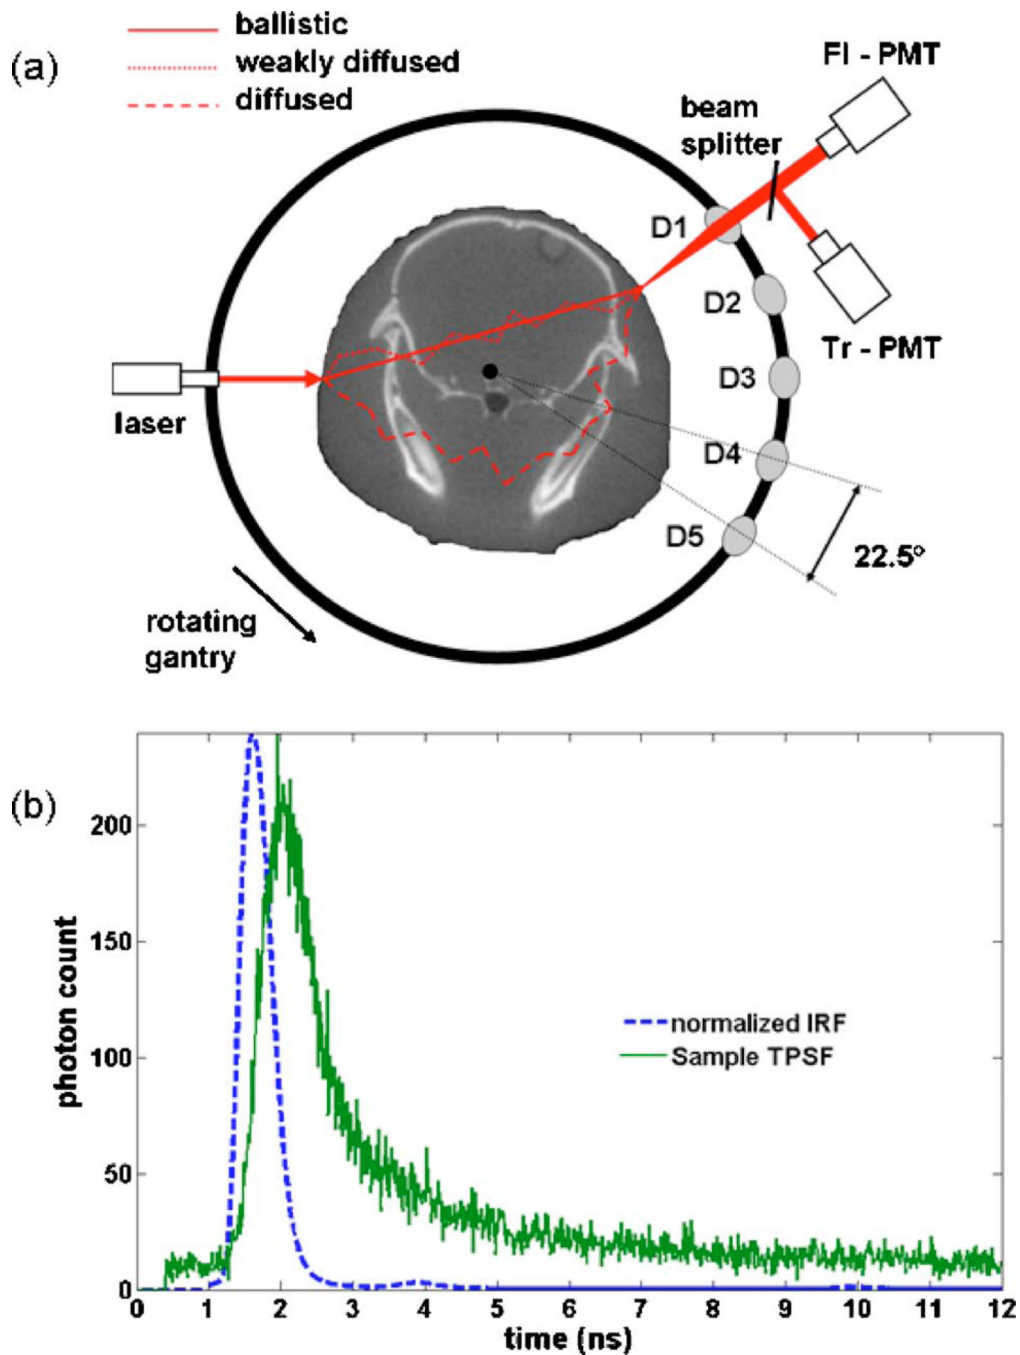 (a)
ballistic
weakly diffused
diffused
Fl - PMT
beam
splitter
D1
D2
Tr - PMT
D3
laser
D4
D5
22.5°
rotating
gantry
(b)
photon count
200
150
100
50
0
normalized IRF
Sample TPSF
0 1 2 3 4 5 6 7 8 9 10 11 12
time (ns)